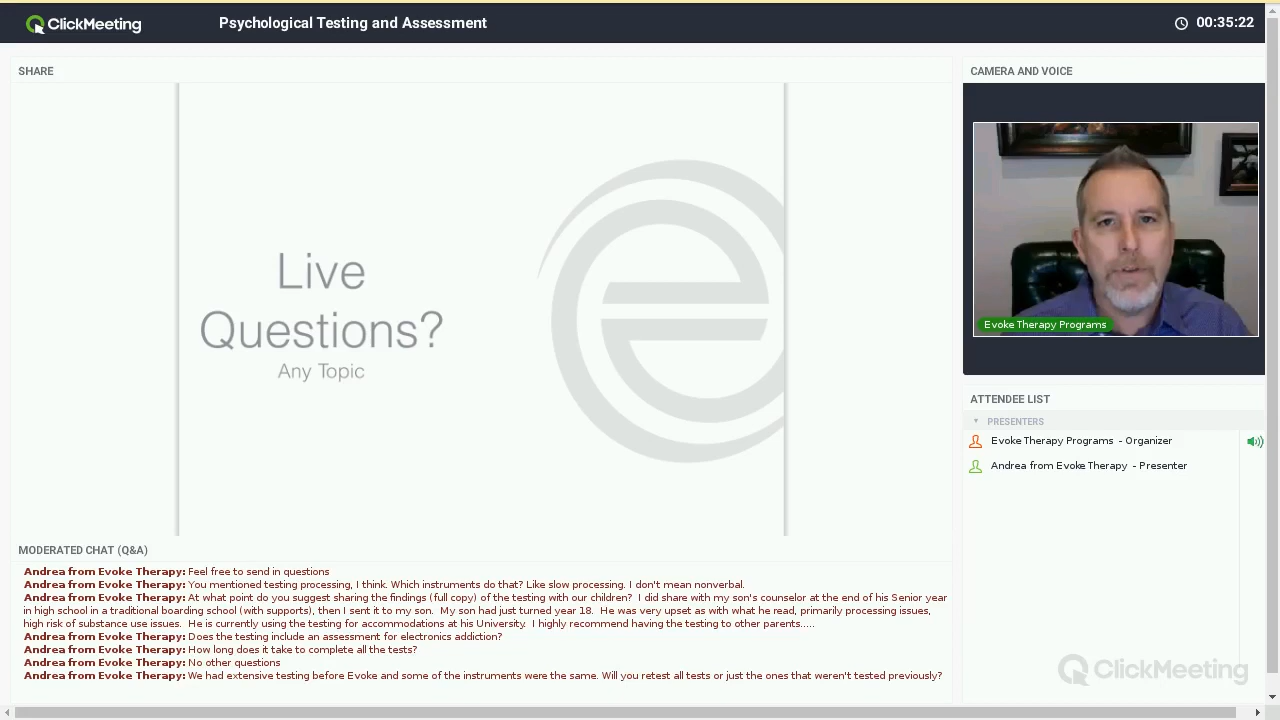 ClickMeeting
Psychological Testing and Assessment
00:35:22
SHARE
CAMERA AND VOICE
Live
Questions?
Any Topic
Evoke Therapy Programs
ATTENDEE LIST
PRESENTERS
Evoke Therapy Programs - Organizer
Andrea from Evoke Therapy - Presenter
MODERATED CHAT (Q&A)
Andrea from Evoke Therapy: Feel free to send in questions
Andrea from Evoke Therapy: You mentioned testing processing, I think. Which instruments do that? Like slow processing. I don't mean nonverbal.
Andrea from Evoke Therapy: At what point do you suggest sharing the findings (full copy) of the testing with our children? I did share with my son's counselor at the end of his Senior year
in high school in a traditional boarding school (with supports), then I sent it to my son. My son had just turned year 18. He was very upset as with what he read, primarily processing issues,
high risk of substance use issues. He is currently using the testing for accommodations at his University. I highly recommend having the testing to other parents.....
Andrea from Evoke Therapy: Does the testing include an assessment for electronics addiction?
Andrea from Evoke Therapy: How long does it take to complete all the tests?
Andrea from Evoke Therapy: No other questions
Andrea from Evoke Therapy: We had extensive testing before Evoke and some of the instruments were the same. Will you retest all tests or just the ones that weren't tested previously?
ClickMeeting